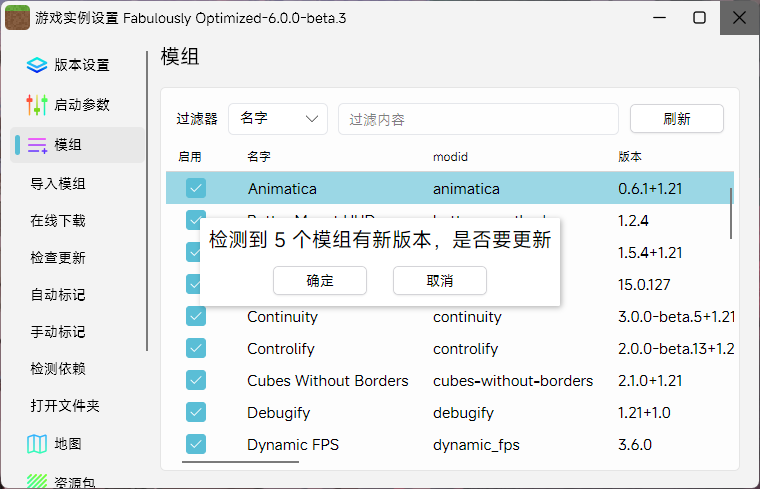 游戏实例设置 Fabulously Optimized-6.0.0-beta.3
版本设置
启动参数
模组
导入模组
在线下载
检查更新
自动标记
手动标记
检测依赖
打开文件夹
地图
资源包
模组
过滤器 名字 过滤内容 刷新
启用 名字 modid 版本
Animatica animatica 0.6.1+1.21
1.2.4
检测到 5 个模组有新版本，是否要更新
1.5.4+1.21
确定 取消
15.0.127
Continuity continuity 3.0.0-beta.5+1.21
Controlify controlify 2.0.0-beta.13+1.2
Cubes Without Borders cubes-without-borders 2.1.0+1.21
Debugify debugify 1.21+1.0
Dynamic FPS dynamic_fps 3.6.0